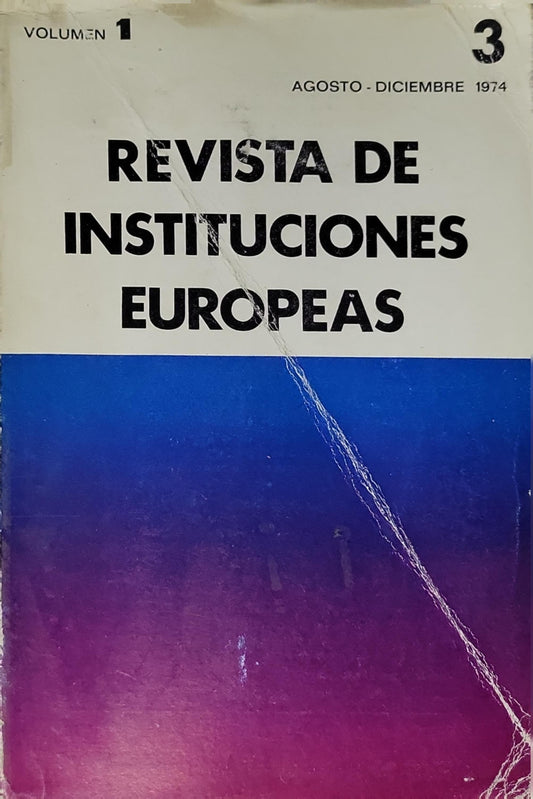 VOLUMEN 1
3
AGOSTO - DICIEMBRE 1974
REVISTA DE
INSTITUCIONES
EUROPEAS